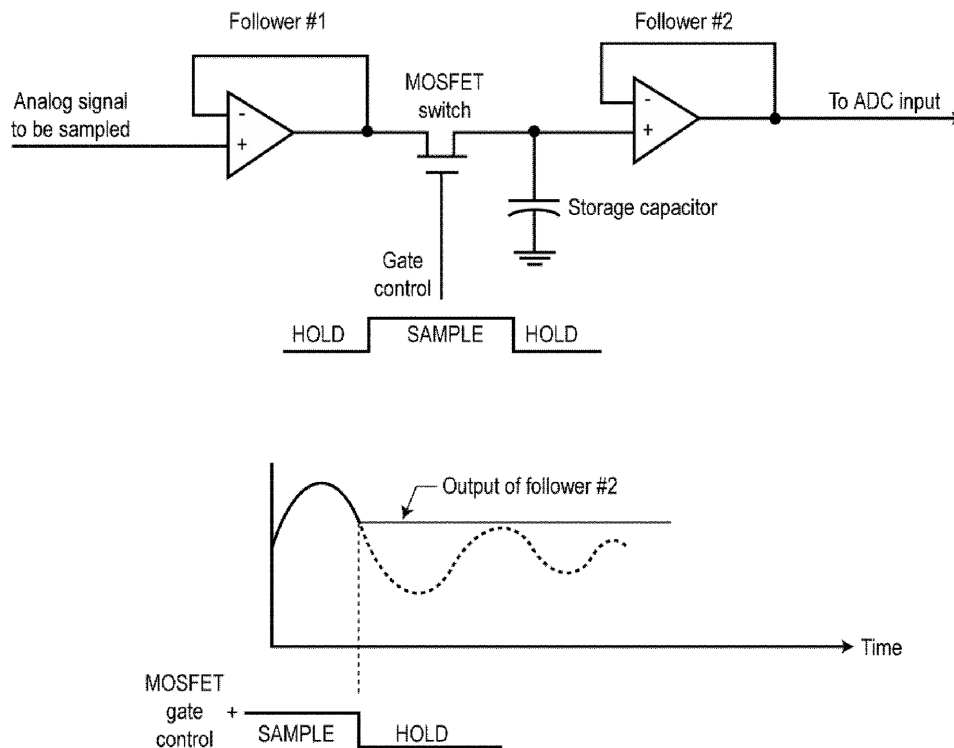 Follower #1
Follower #2
MOSFET
switch
Analog signal
to be sampled
-
+
-
+
To ADC input
Storage capacitor
Gate
control
HOLD
SAMPLE
HOLD
Output of follower #2
Time
MOSFET
gate
control
+
SAMPLE
HOLD